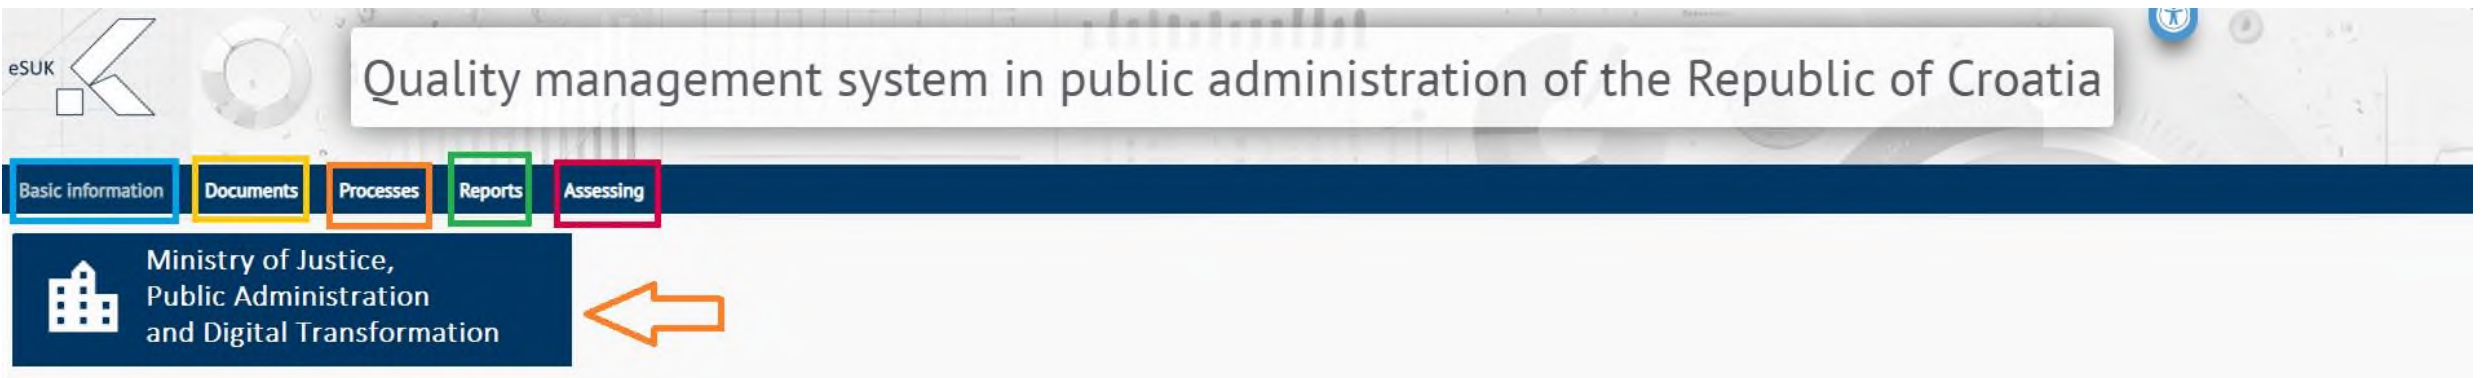 eSUK
Quality management system in public administration of the Republic of Croatia
Basic information Documents Processes Reports Assessing
Ministry of Justice,
Public Administration
and Digital Transformation